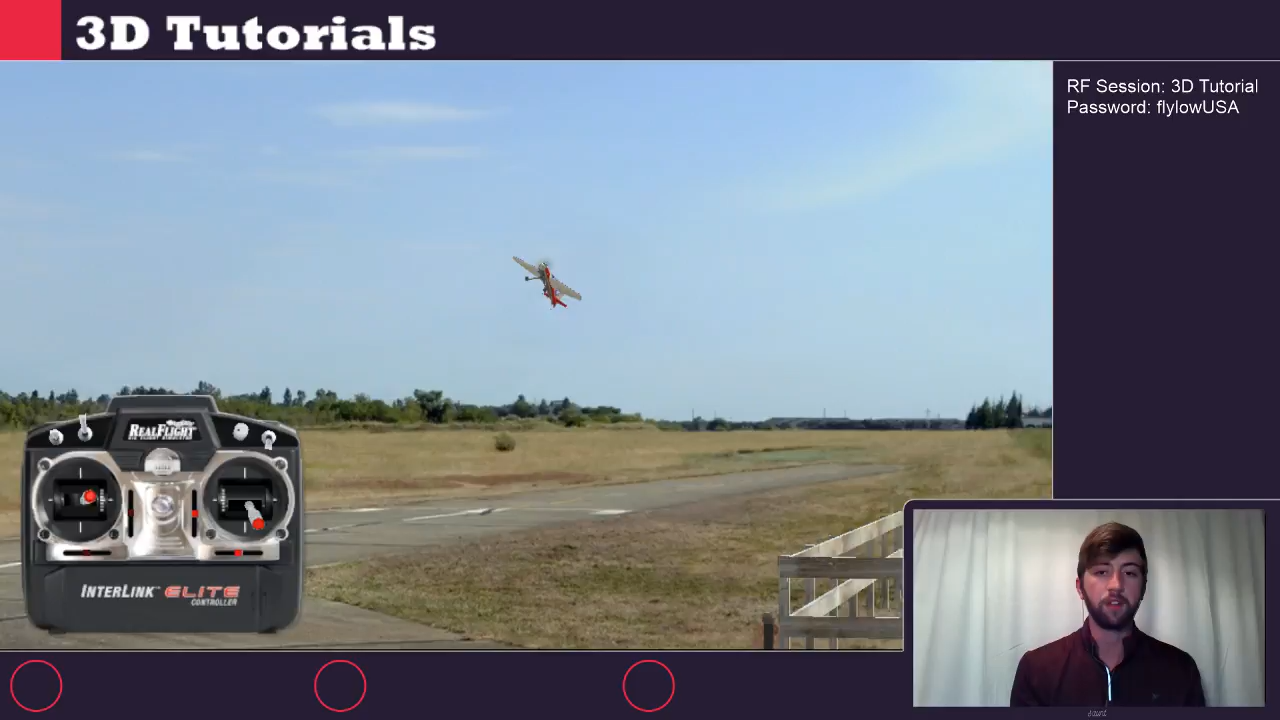 3D Tutorials
RF Session: 3D Tutorial
Password: flylowUSA
REALFLIGHT
INTERLINK ELITE
CONTROLLER